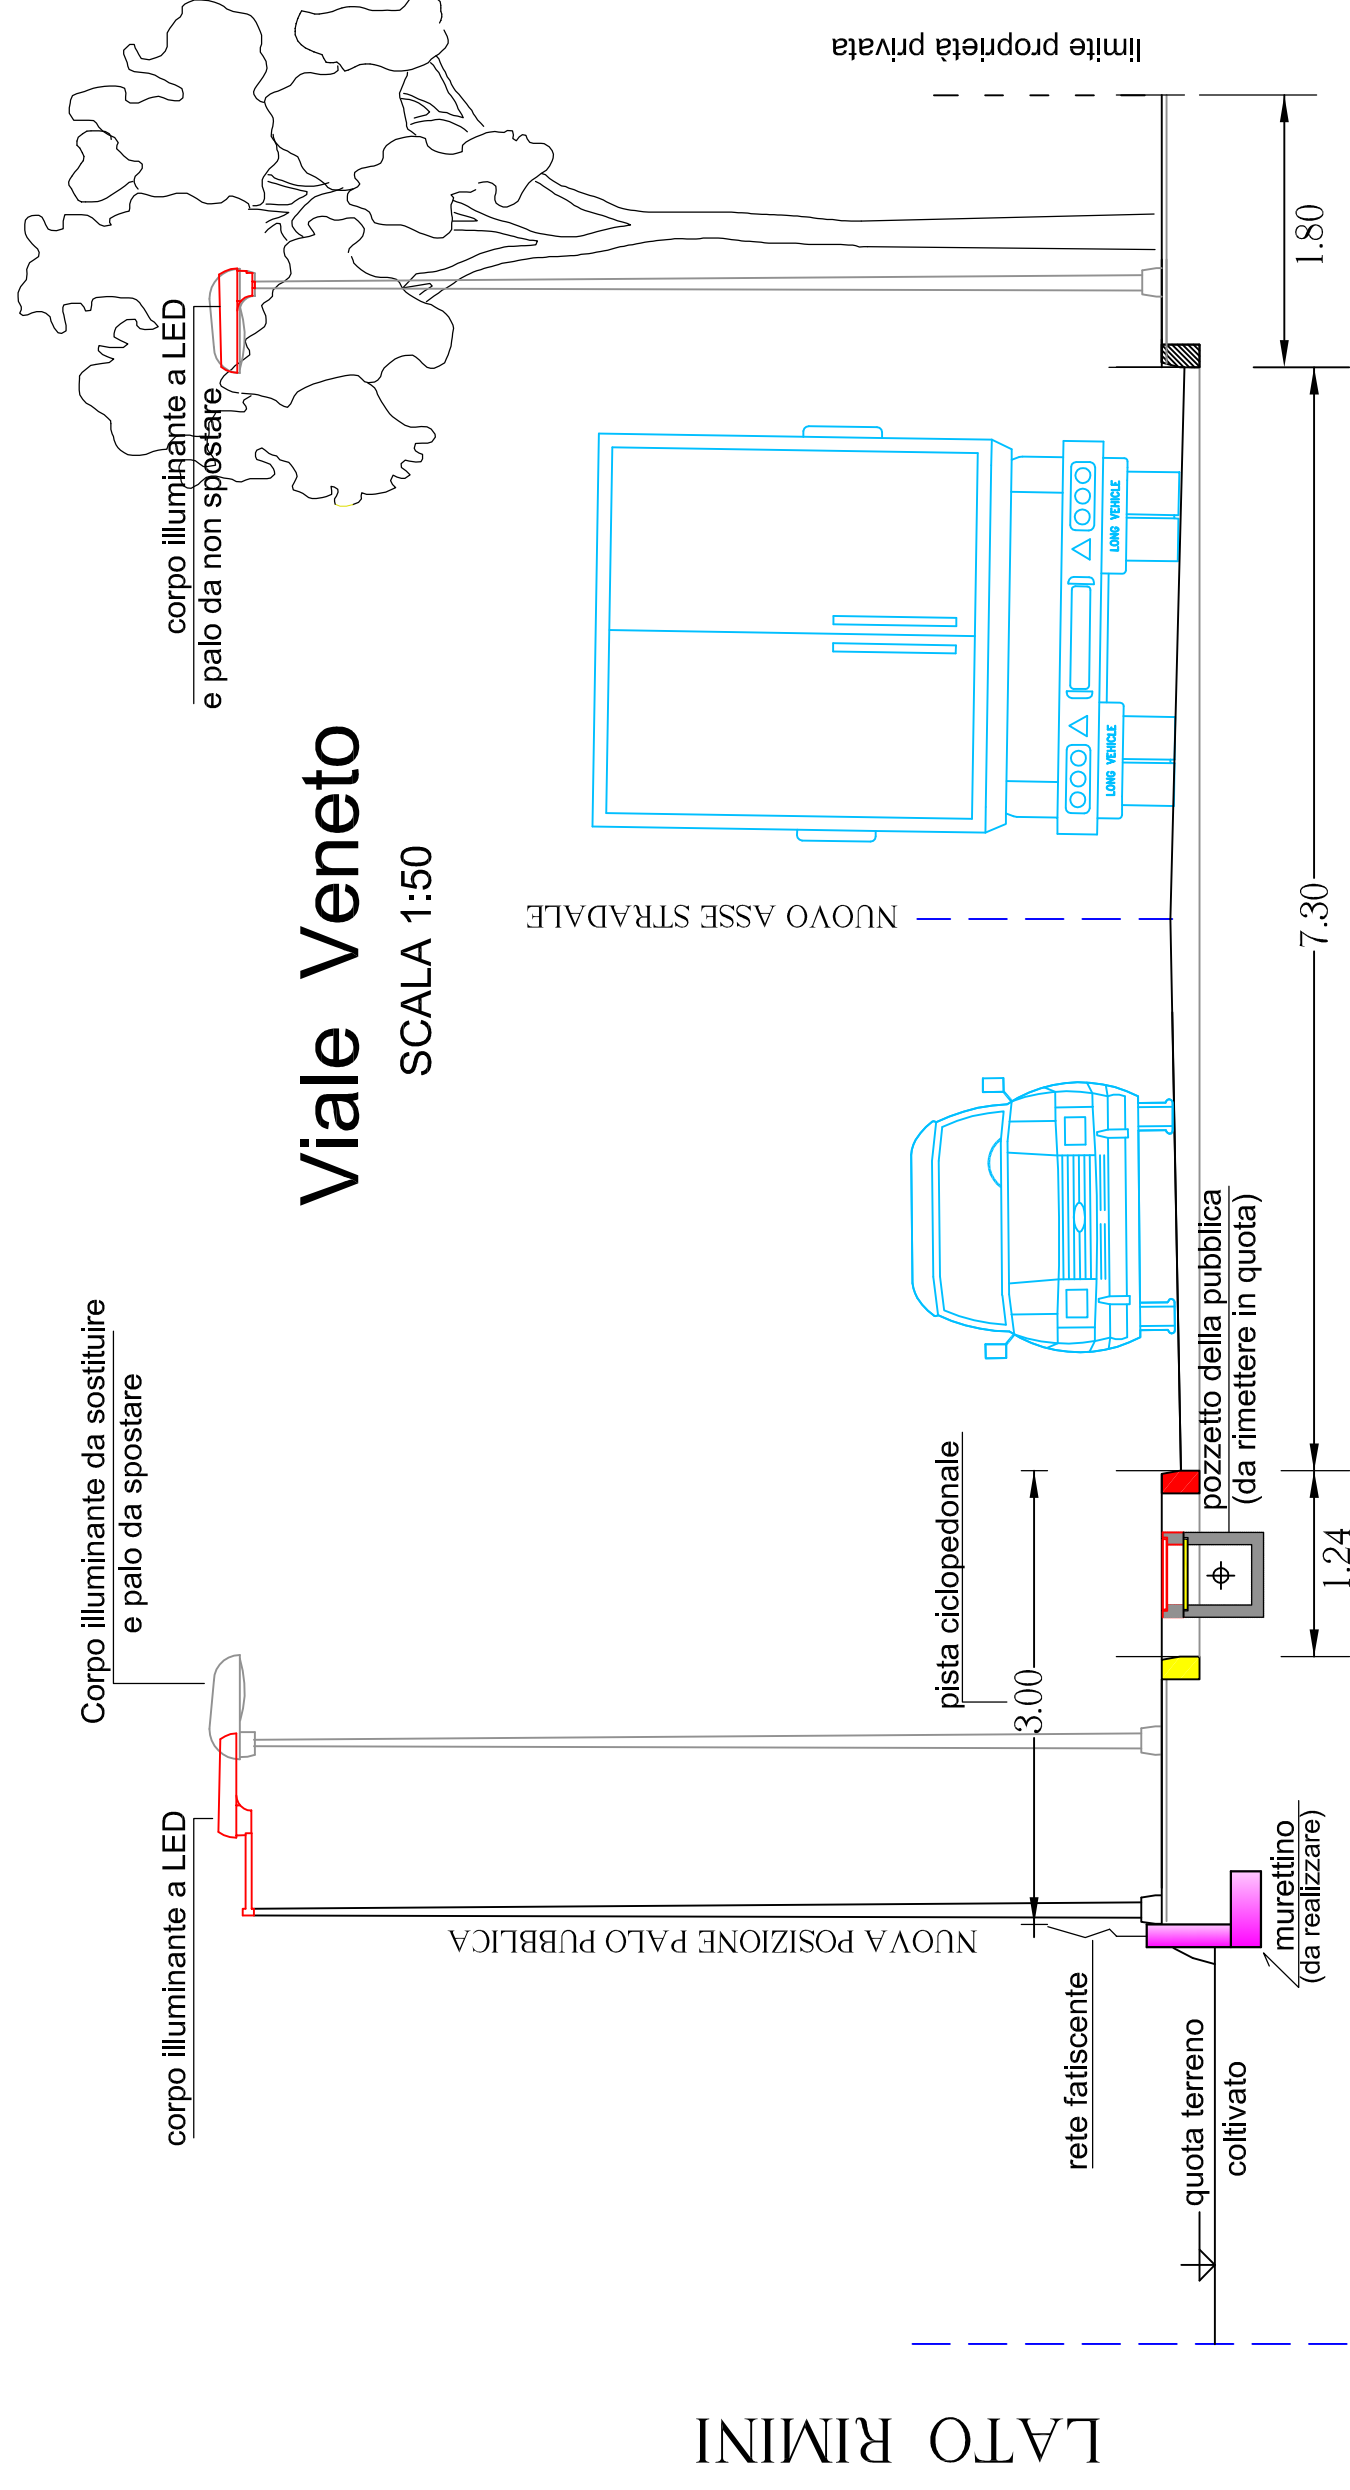 Viale Veneto
SCALA 1:50
Corpo illuminante da sostituire
e palo da spostare
corpo illuminante a LED
corpo illuminante a LED
e palo da non spostare
limite proprietà privata
NUOVO ASSE STRADALE
NUOVA POSIZIONE PALO PUBBLICA
LONG VEHICLE
LONG VEHICLE
pista ciclopedonale
3.00
rete fatiscente
quota terreno
coltivato
murettino
(da realizzare)
pozzetto della pubblica
(da rimettere in quota)
1.24
7.30
1.80
LATO RIMINI